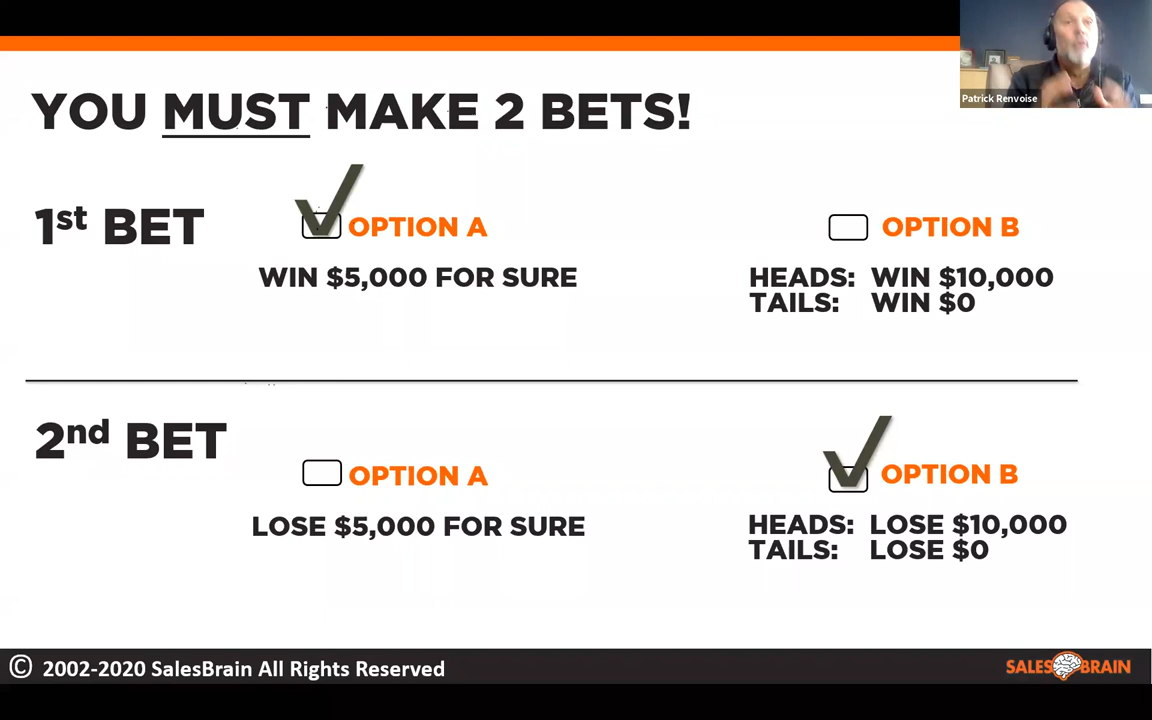 Patrick Renvoise
YOU MUST MAKE 2 BETS!
1st BET
OPTION A
WIN $5,000 FOR SURE
OPTION B
HEADS: WIN $10,000
TAILS: WIN $0
2nd BET
OPTION A
LOSE $5,000 FOR SURE
OPTION B
HEADS: LOSE $10,000
TAILS: LOSE $0
© 2002-2020 SalesBrain All Rights Reserved
SALES BRAIN